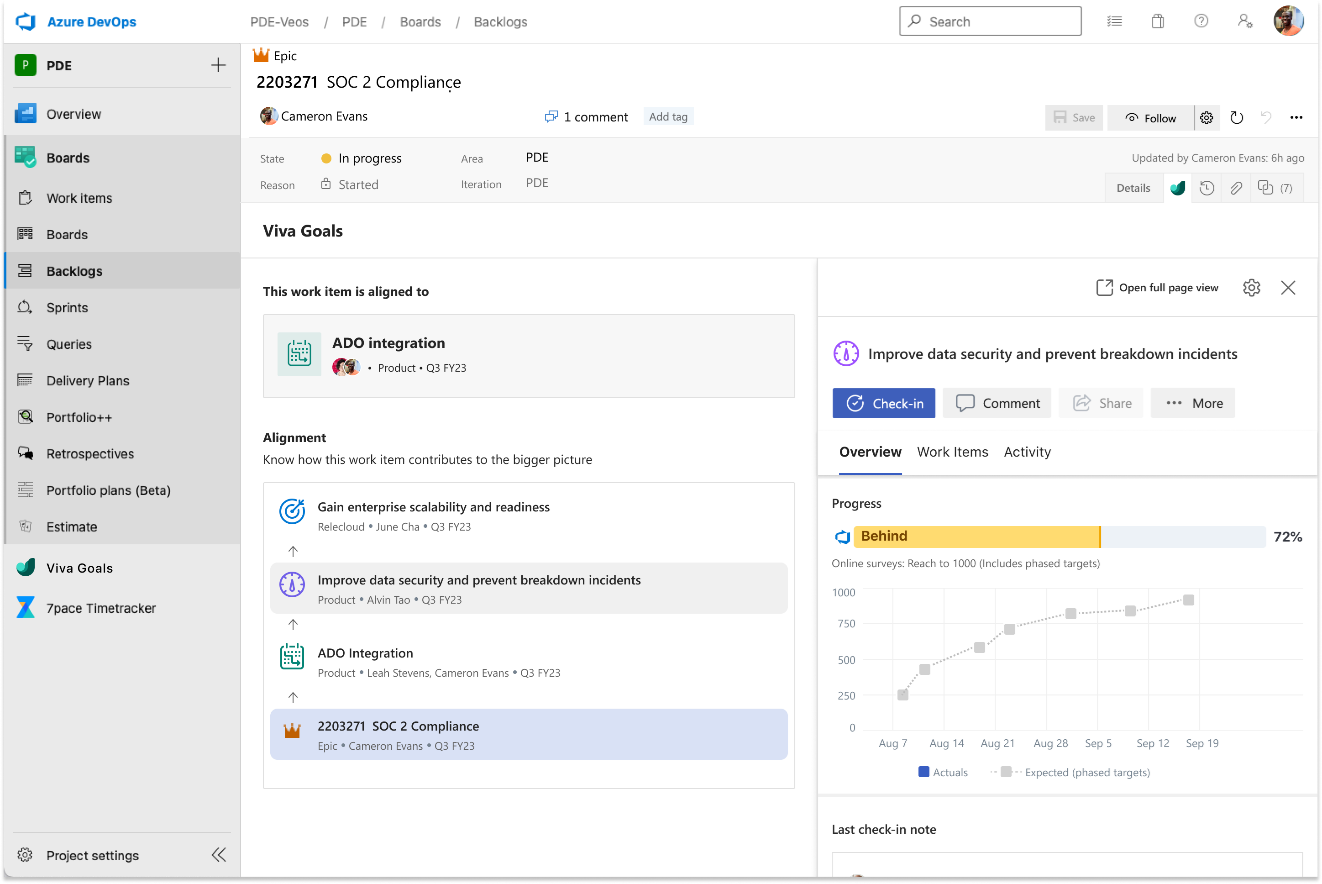 Azure DevOps
PDE-Veos / PDE / Boards / Backlogs
Search
P PDE
Overview
Boards
Work items
Boards
Backlogs
Sprints
Queries
Delivery Plans
Portfolio++
Retrospectives
Portfolio plans (Beta)
Estimate
Viva Goals
7pace Timetracker
Project settings
Epic
2203271 SOC 2 Compliance
Cameron Evans
1 comment
Add tag
Save
Follow
State In progress
Area PDE
Reason Started
Iteration PDE
Updated by Cameron Evans: 6h ago
Details
(7)
Viva Goals
This work item is aligned to
ADO integration
• Product • Q3 FY23
Alignment
Know how this work item contributes to the bigger picture
Gain enterprise scalability and readiness
Relecloud • June Cha • Q3 FY23
Improve data security and prevent breakdown incidents
Product • Alvin Tao • Q3 FY23
ADO Integration
Product • Leah Stevens, Cameron Evans • Q3 FY23
2203271 SOC 2 Compliance
Epic • Cameron Evans • Q3 FY23
Open full page view
Improve data security and prevent breakdown incidents
Check-in
Comment
Share
More
Overview
Work Items
Activity
Progress
Behind
72%
Online surveys: Reach to 1000 (Includes phased targets)
1000
750
500
250
0
Aug 7 Aug 14 Aug 21 Aug 28 Sep 5 Sep 12 Sep 19
Actuals Expected (phased targets)
Last check-in note